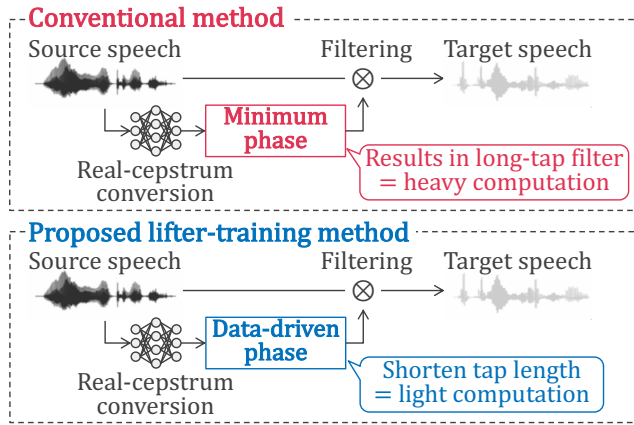 Conventional method
Source speech Filtering Target speech
Minimum
phase
Real-cepstrum
conversion
Results in long-tap filter
= heavy computation
Proposed lifter-training method
Source speech Filtering Target speech
Data-driven
phase
Real-cepstrum
conversion
Shorten tap length
= light computation